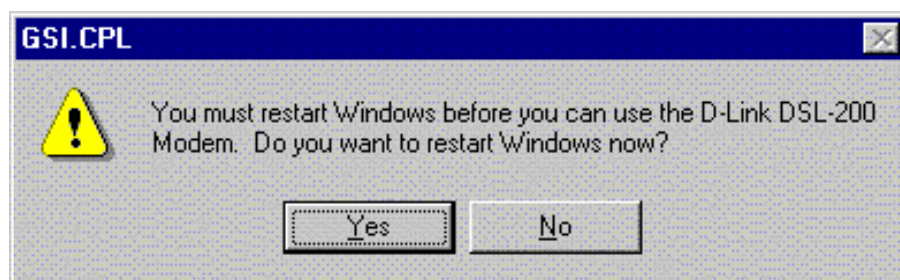 GSI.CPL
You must restart Windows before you can use the D-Link DSL-200
Modem.  Do you want to restart Windows now?
Yes
No